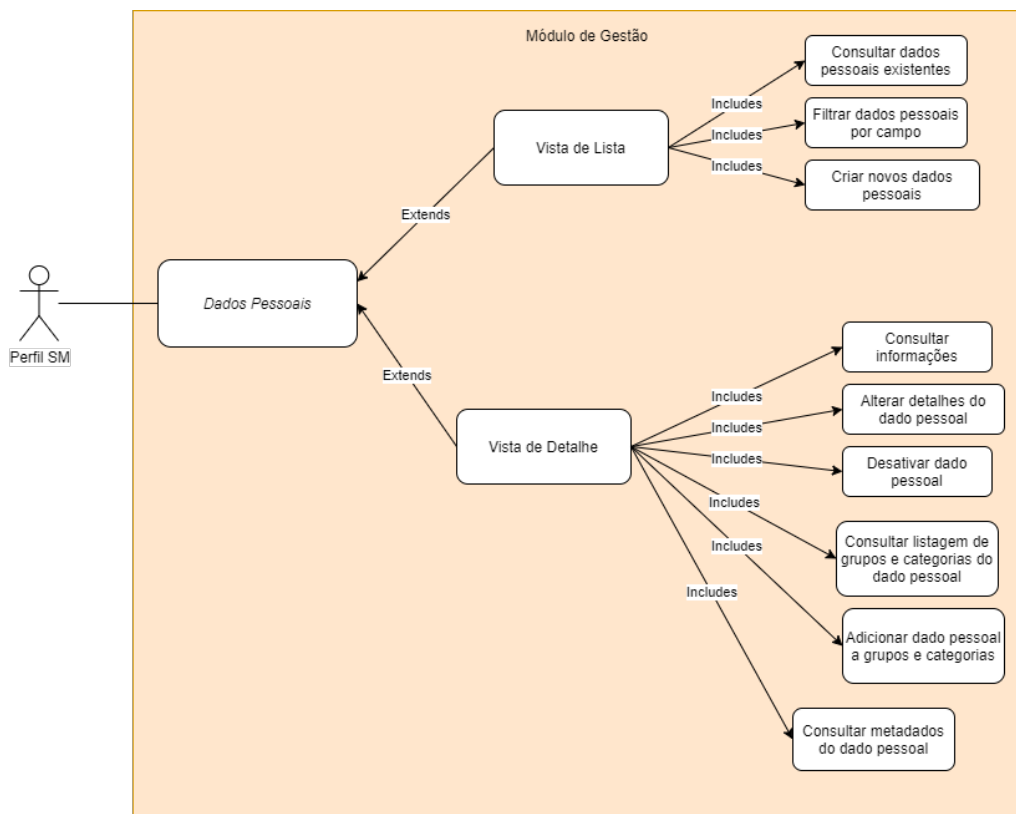 Módulo de Gestão
Consultar dados
pessoais existentes
Includes
Filtrar dados pessoais
por campo
Includes
Vista de Lista
Includes
Criar novos dados
pessoais
Extends
Dados Pessoais
Perfil SM
Extends
Consultar
informações
Includes
Alterar detalhes do
dado pessoal
Includes
Vista de Detalhe
Includes
Desativar dado
pessoal
Includes
Consultar listagem de
grupos e categorias do
dado pessoal
Includes
Adicionar dado pessoal
a grupos e categorias
Includes
Consultar metadados
do dado pessoal